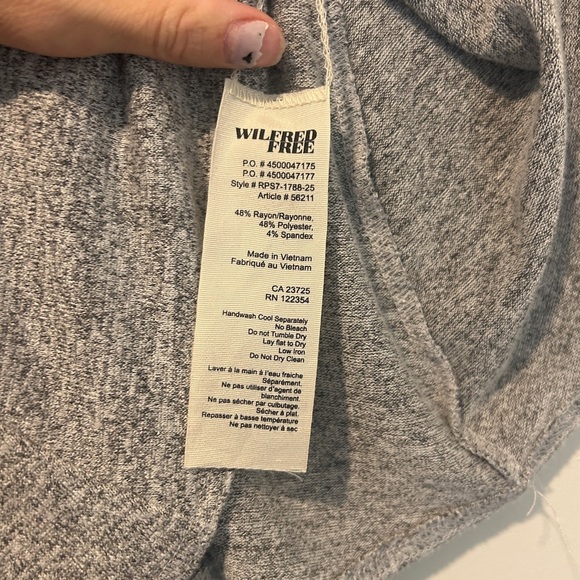 WILFRED
FREE
P.O. # 4500047175
P.O. # 4500047177
Style # RPS7-1788-25
Article # 56211
48% Rayon/Rayonne,
48% Polyester,
4% Spandex
Made in Vietnam
Fabriqué au Vietnam
CA 23725
RN 122354
Handwash Cool Separately
No Bleach
Do not Tumble Dry
Lay flat to Dry
Low Iron
Do Not Dry Clean
Laver à la main à l'eau fraiche
Séparément.
Ne pas utiliser d'agent de
blanchiment.
Ne pas sécher par culbutage.
Sécher à plat.
Repasser à basse température
Ne pas nettoyer à sec